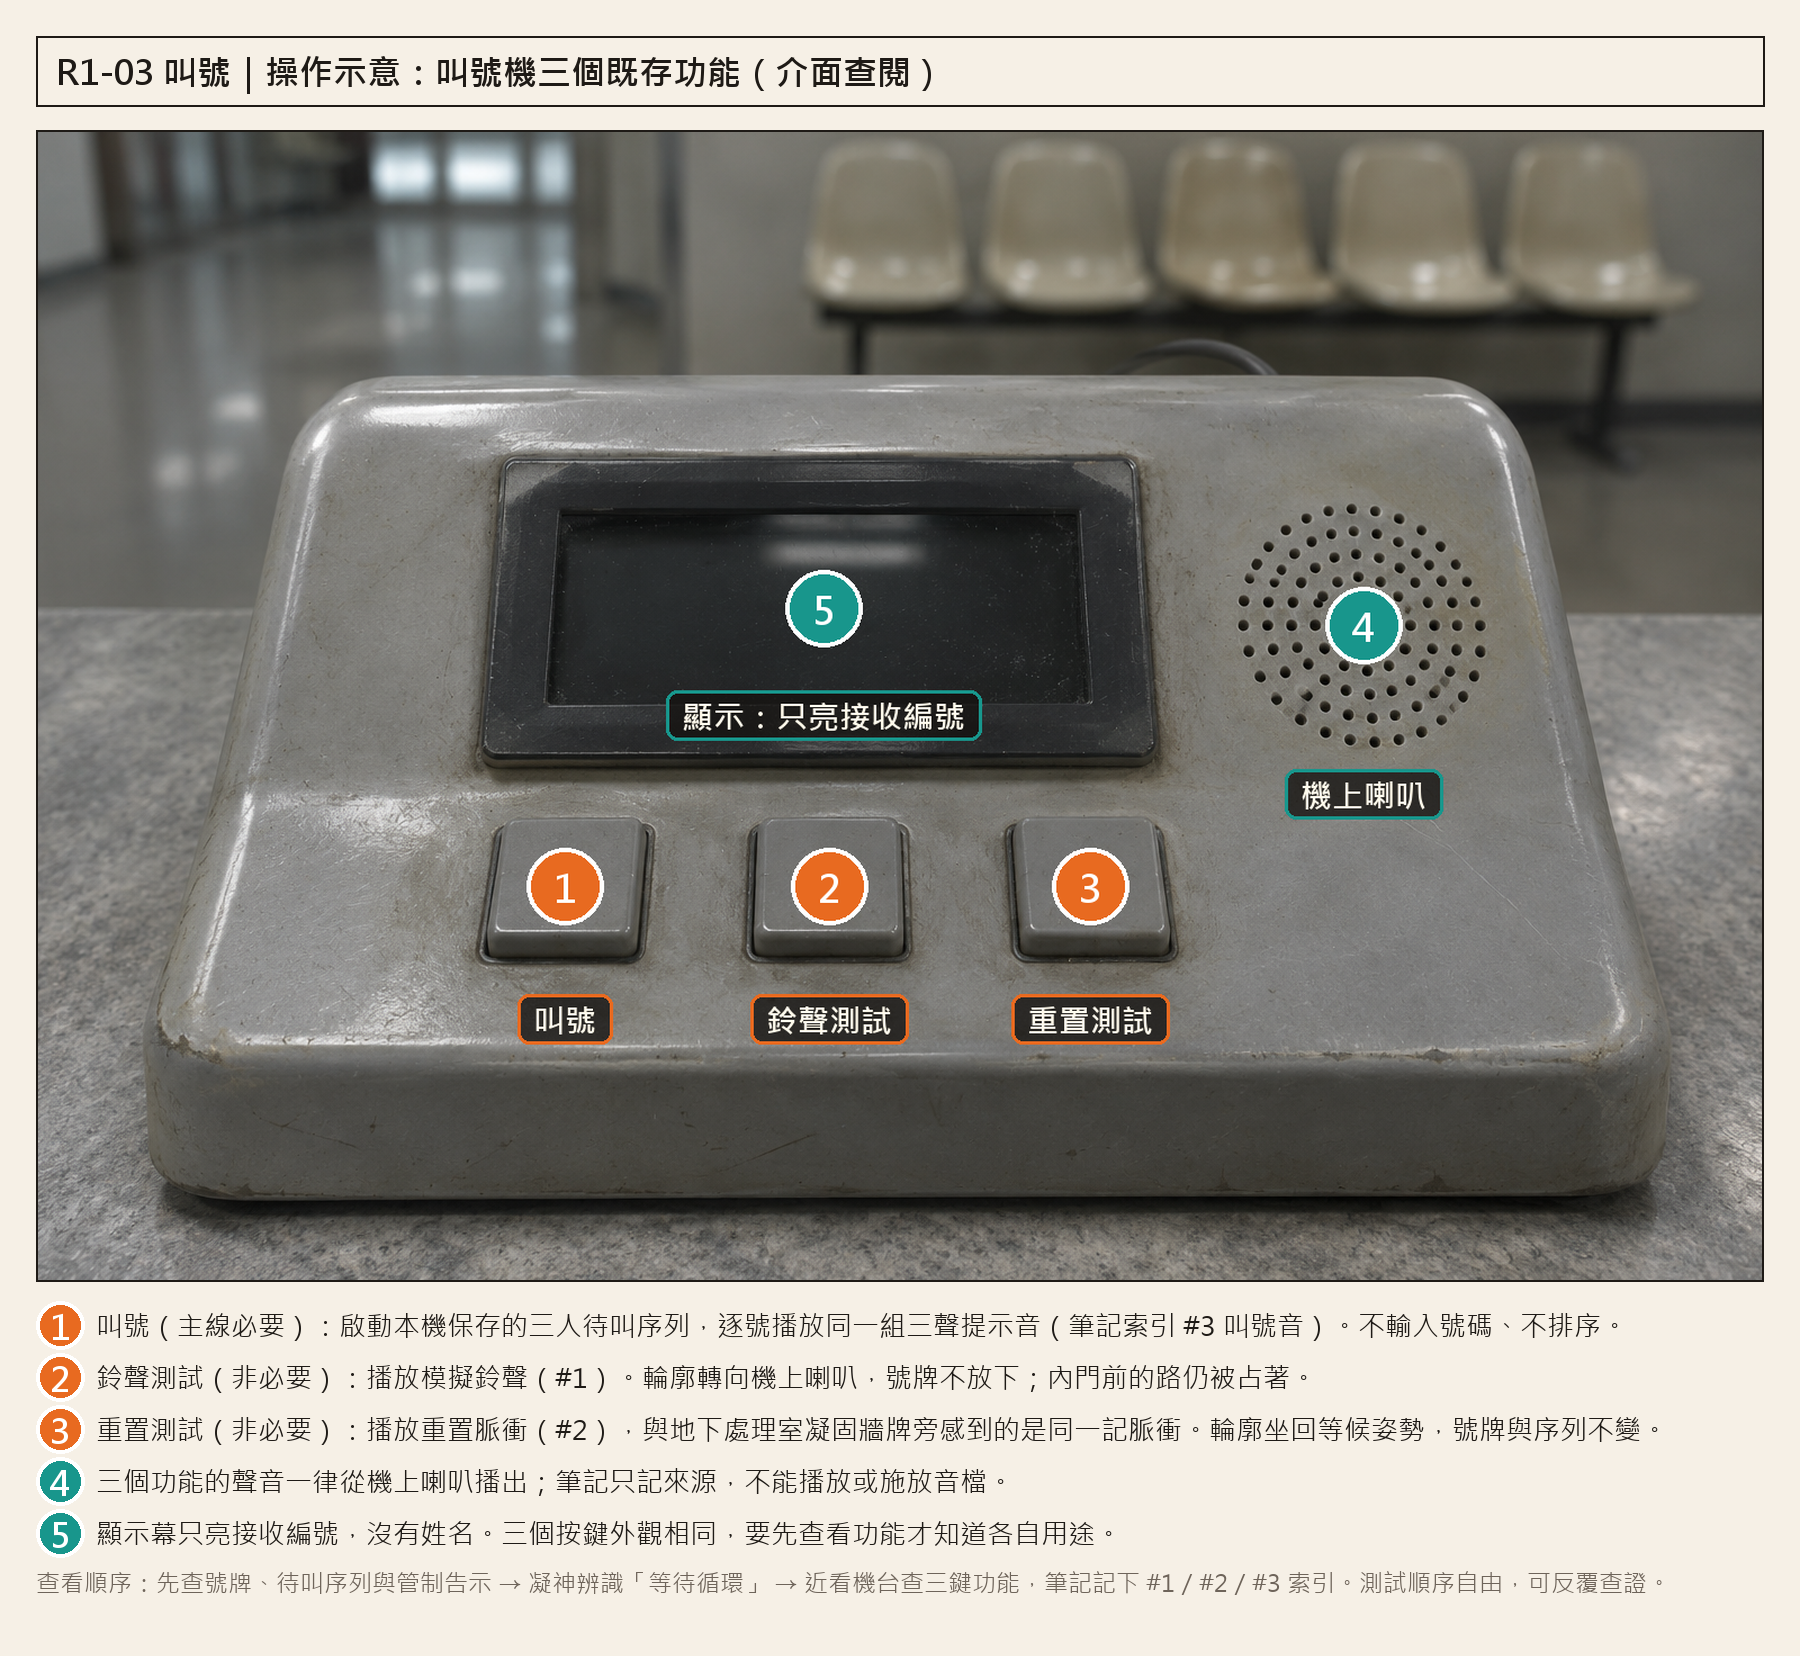 R1-03 叫號｜操作示意：叫號機三個既存功能（介面查閱）
5
4
顯示：只亮接收編號
機上喇叭
1
2
3
叫號
鈴聲測試
重置測試
1 叫號（主線必要）：啟動本機保存的三人待叫序列，逐號播放同一組三聲提示音（筆記索引 #3 叫號音）。不輸入號碼、不排序。
2 鈴聲測試（非必要）：播放模擬鈴聲（#1）。輪廓轉向機上喇叭，號牌不放下；內門前的路仍被占著。
3 重置測試（非必要）：播放重置脈衝（#2），與地下處理室凝固牆牌旁感到的是同一記脈衝。輪廓坐回等候姿勢，號牌與序列不變。
4 三個功能的聲音一律從機上喇叭播出；筆記只記來源，不能播放或施放音檔。
5 顯示幕只亮接收編號，沒有姓名。三個按鍵外觀相同，要先查看功能才知道各自用途。
查看順序：先查號牌、待叫序列與管制告示 → 凝神辨識「等待循環」 → 近看機台查三鍵功能，筆記記下 #1 / #2 / #3 索引。測試順序自由，可反覆查證。